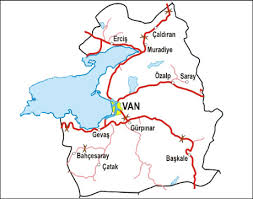 Çaldıran
Erciş
Muradiye
Özalp
Saray
VAN
Gevaş
Gürpınar
Bahçesaray
Başkale
Çatak